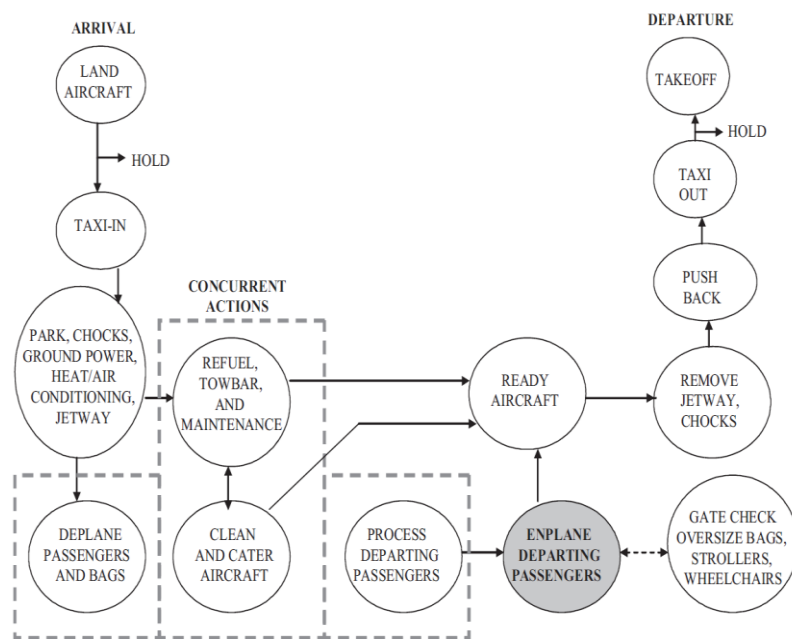 ARRIVAL
DEPARTURE
LAND
AIRCRAFT
HOLD
TAXI-IN
PARK, CHOCKS,
GROUND POWER,
HEAT/AIR
CONDITIONING,
JETWAY
DEPLANE
PASSENGERS
AND BAGS
CONCURRENT
ACTIONS
REFUEL,
TOWBAR,
AND
MAINTENANCE
CLEAN
AND CATER
AIRCRAFT
PROCESS
DEPARTING
PASSENGERS
ENPLANE
DEPARTING
PASSENGERS
GATE CHECK
OVERSIZE BAGS,
STROLLERS,
WHEELCHAIRS
READY
AIRCRAFT
REMOVE
JETWAY,
CHOCKS
PUSH
BACK
TAXI
OUT
HOLD
TAKEOFF